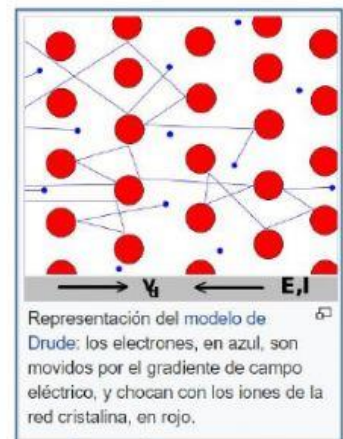 Vd E,I
Representación del modelo de
Drude: los electrones, en azul, son
movidos por el gradiente de campo
eléctrico, y chocan con los iones de la
red cristalina, en rojo.